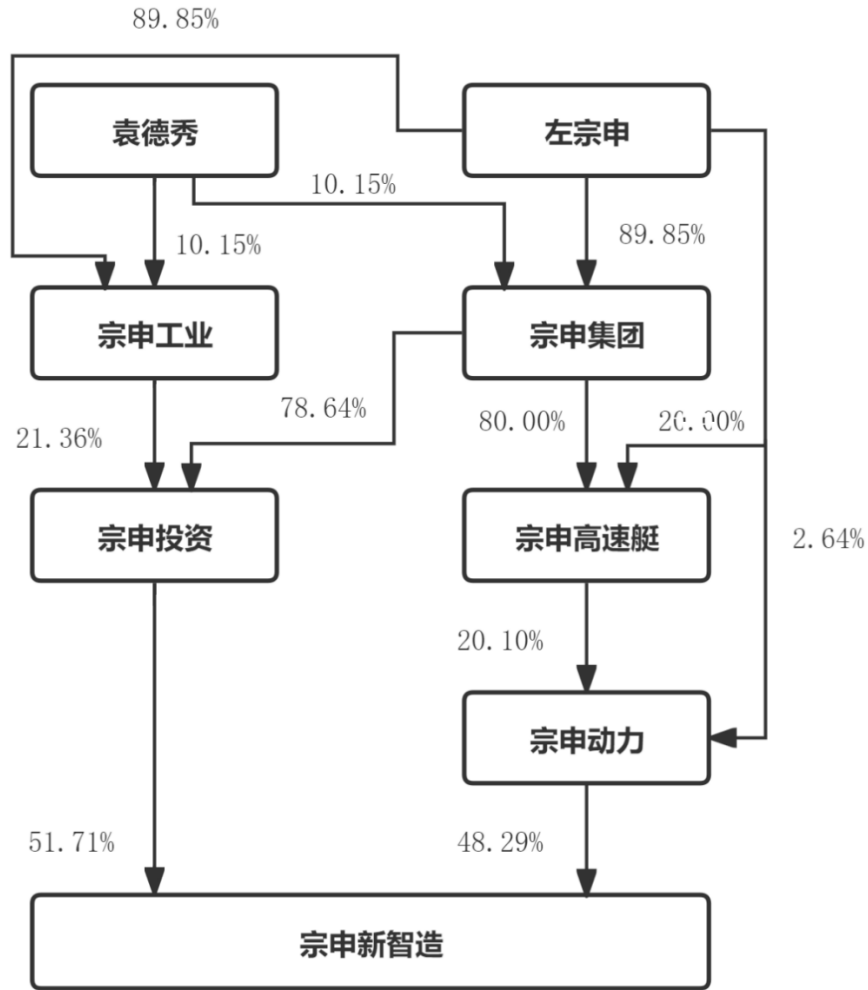 89.85%
袁德秀
左宗申
10.15%
10.15%
89.85%
宗申工业
宗申集团
21.36%
78.64%
80.00%
20.00%
宗申投资
宗申高速艇
2.64%
20.10%
宗申动力
51.71%
48.29%
宗申新智造